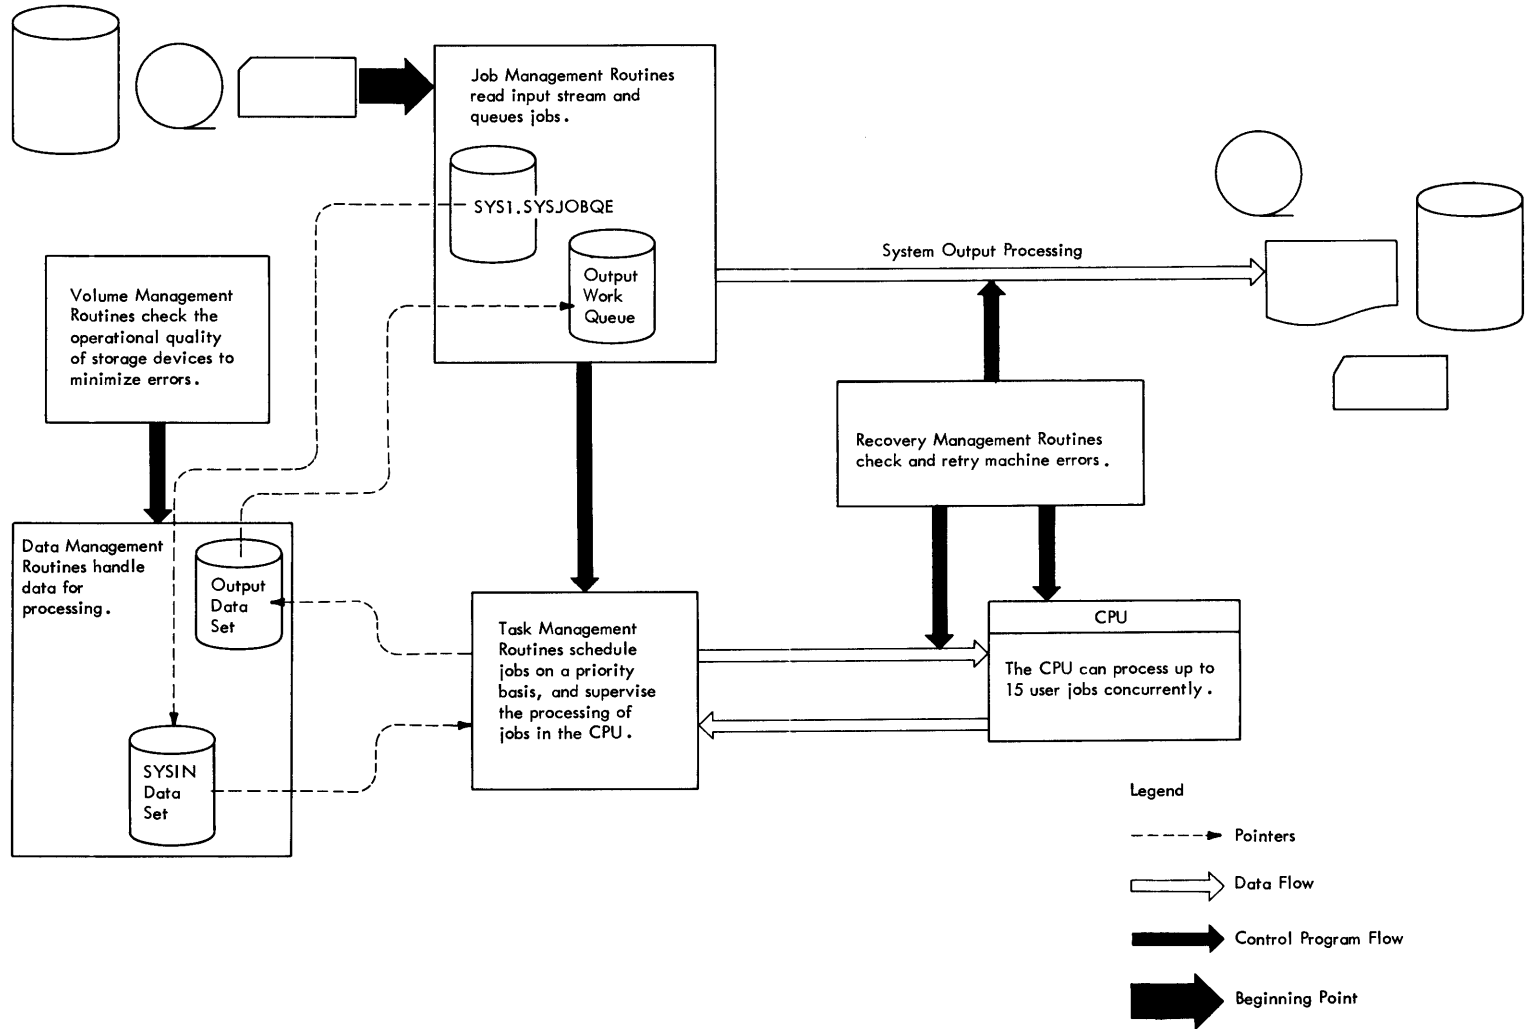 Job Management Routines
read input stream and
queues jobs.
SYS1.SYSJOBQE
Output
Work
Queue
System Output Processing
Volume Management
Routines check the
operational quality
of storage devices to
minimize errors.
Recovery Management Routines
check and retry machine errors.
Data Management
Routines handle
data for
processing.
Output
Data
Set
SYSIN
Data
Set
Task Management
Routines schedule
jobs on a priority
basis, and supervise
the processing of
jobs in the CPU.
CPU
The CPU can process up to
15 user jobs concurrently.
Legend
Pointers
Data Flow
Control Program Flow
Beginning Point